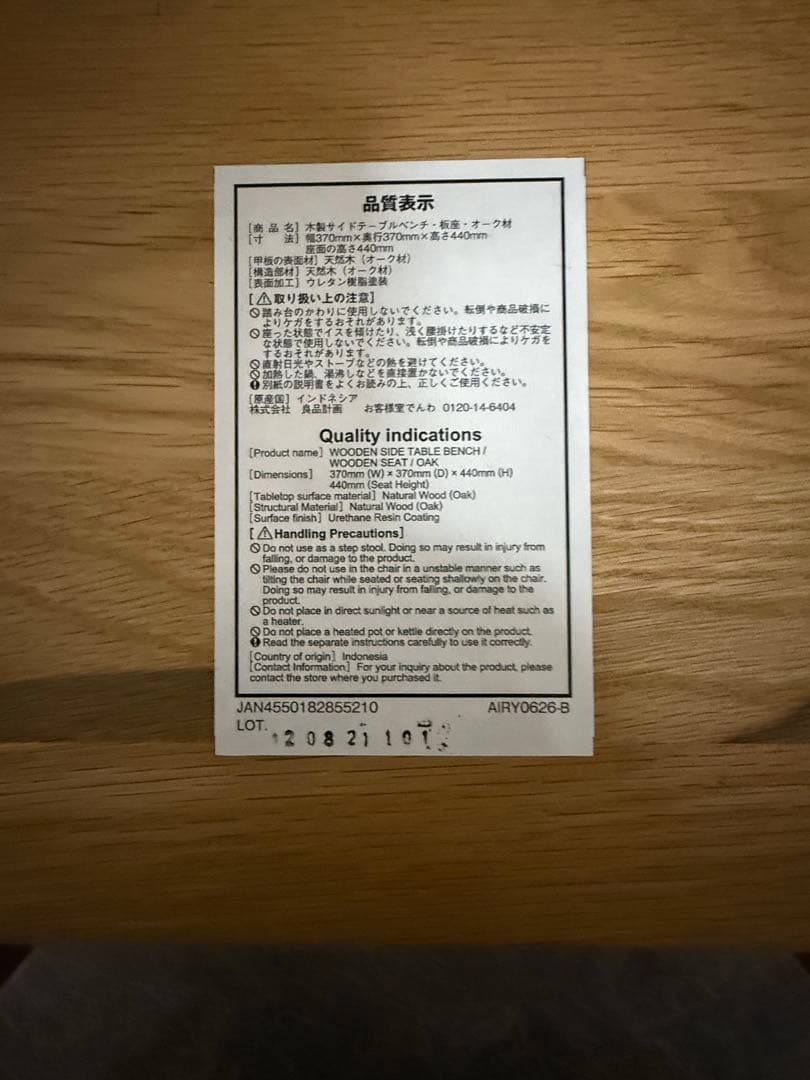 品質表示
[商品名] 木製サイドテーブルベンチ・板座・オーク材
[寸 法] 幅370mm×奥行370mm×高さ440mm
座面の高さ440mm
[甲板の表面材] 天然木（オーク材）
[構造部材] 天然木（オーク材）
[表面加工] ウレタン樹脂塗装
[⚠取り扱い上の注意]
踏み台のかわりに使用しないでください。転倒や商品破損に
よりケガをするおそれがあります。
座った状態でイスを傾けたり、浅く腰掛けたりするなど不安定
な状態で使用しないでください。転倒や商品破損によりケガを
するおそれがあります。
直射日光やストーブなどの熱を避けてください。
加熱した鍋、湯沸しなどを直接置かないでください。
別紙の説明書をよくお読みの上、正しくご使用ください。
[原産国] インドネシア
株式会社 良品計画 お客様室でんわ 0120-14-6404
Quality indications
[Product name] WOODEN SIDE TABLE BENCH /
WOODEN SEAT / OAK
[Dimensions] 370mm (W) × 370mm (D) × 440mm (H)
440mm (Seat Height)
[Tabletop surface material] Natural Wood (Oak)
[Structural Material] Natural Wood (Oak)
[Surface finish] Urethane Resin Coating
[⚠Handling Precautions]
Do not use as a step stool. Doing so may result in injury from
falling, or damage to the product.
Please do not use in the chair in a unstable manner such as
tilting the chair while seated or seating shallowly on the chair.
Doing so may result in injury from falling, or damage to the
product.
Do not place in direct sunlight or near a source of heat such as
a heater.
Do not place a heated pot or kettle directly on the product.
Read the separate instructions carefully to use it correctly.
[Country of origin] Indonesia
[Contact Information] For your inquiry about the product, please
contact the store where you purchased it.
JAN4550182855210 AIRY0626-B
LOT.